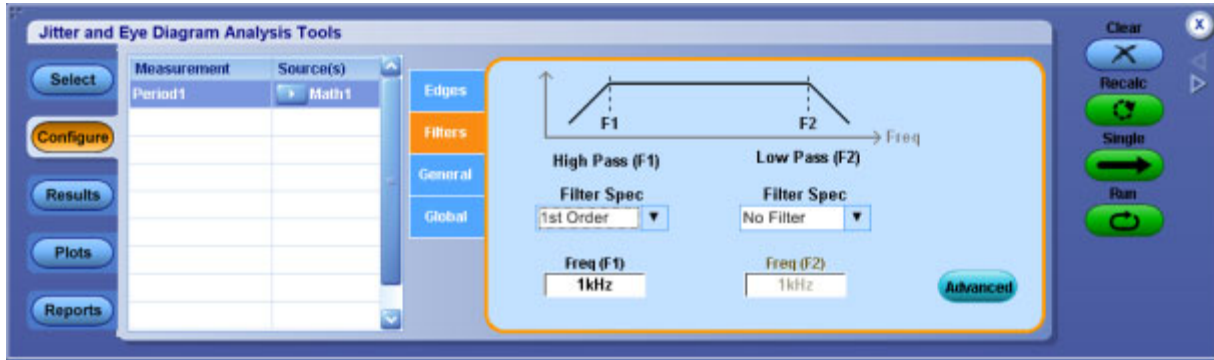 Jitter and Eye Diagram Analysis Tools
Select
Configure
Results
Plots
Reports
Measurement Source(s)
Period1 Math1
Edges
Filters
General
Global
F1 F2
Freq
High Pass (F1) Low Pass (F2)
Filter Spec Filter Spec
1st Order No Filter
Freq (F1) Freq (F2)
1kHz 1kHz
Advanced
Clear
X
Recalc
Single
Run